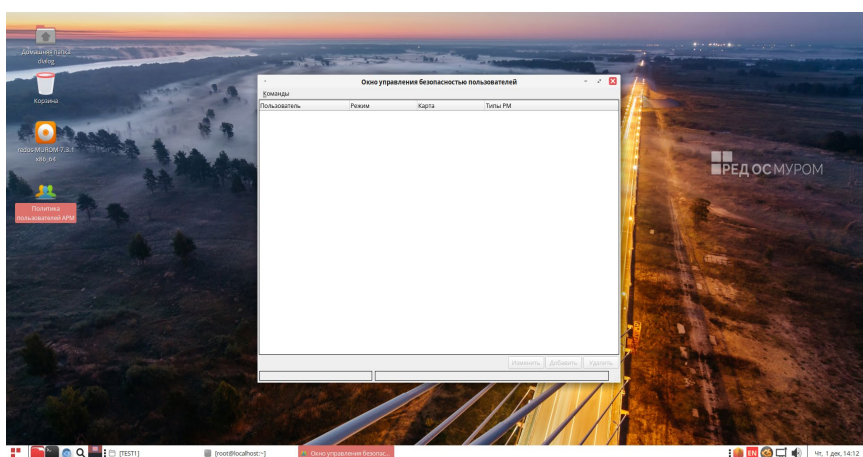 Домашняя папка
dialog
Корзина
redos-MUROM-7.3.1
x86_64
Политика
пользователей АРМ
Окно управления безопасностью пользователей
Команды
Пользователь Режим Карта Типы РМ
Изменить Добавить Удалить
РЕД ОС МУРОМ
[TEST1]
[root@localhost:~]
Окно управления безопас...
EN
Чт, 1 дек, 14:12